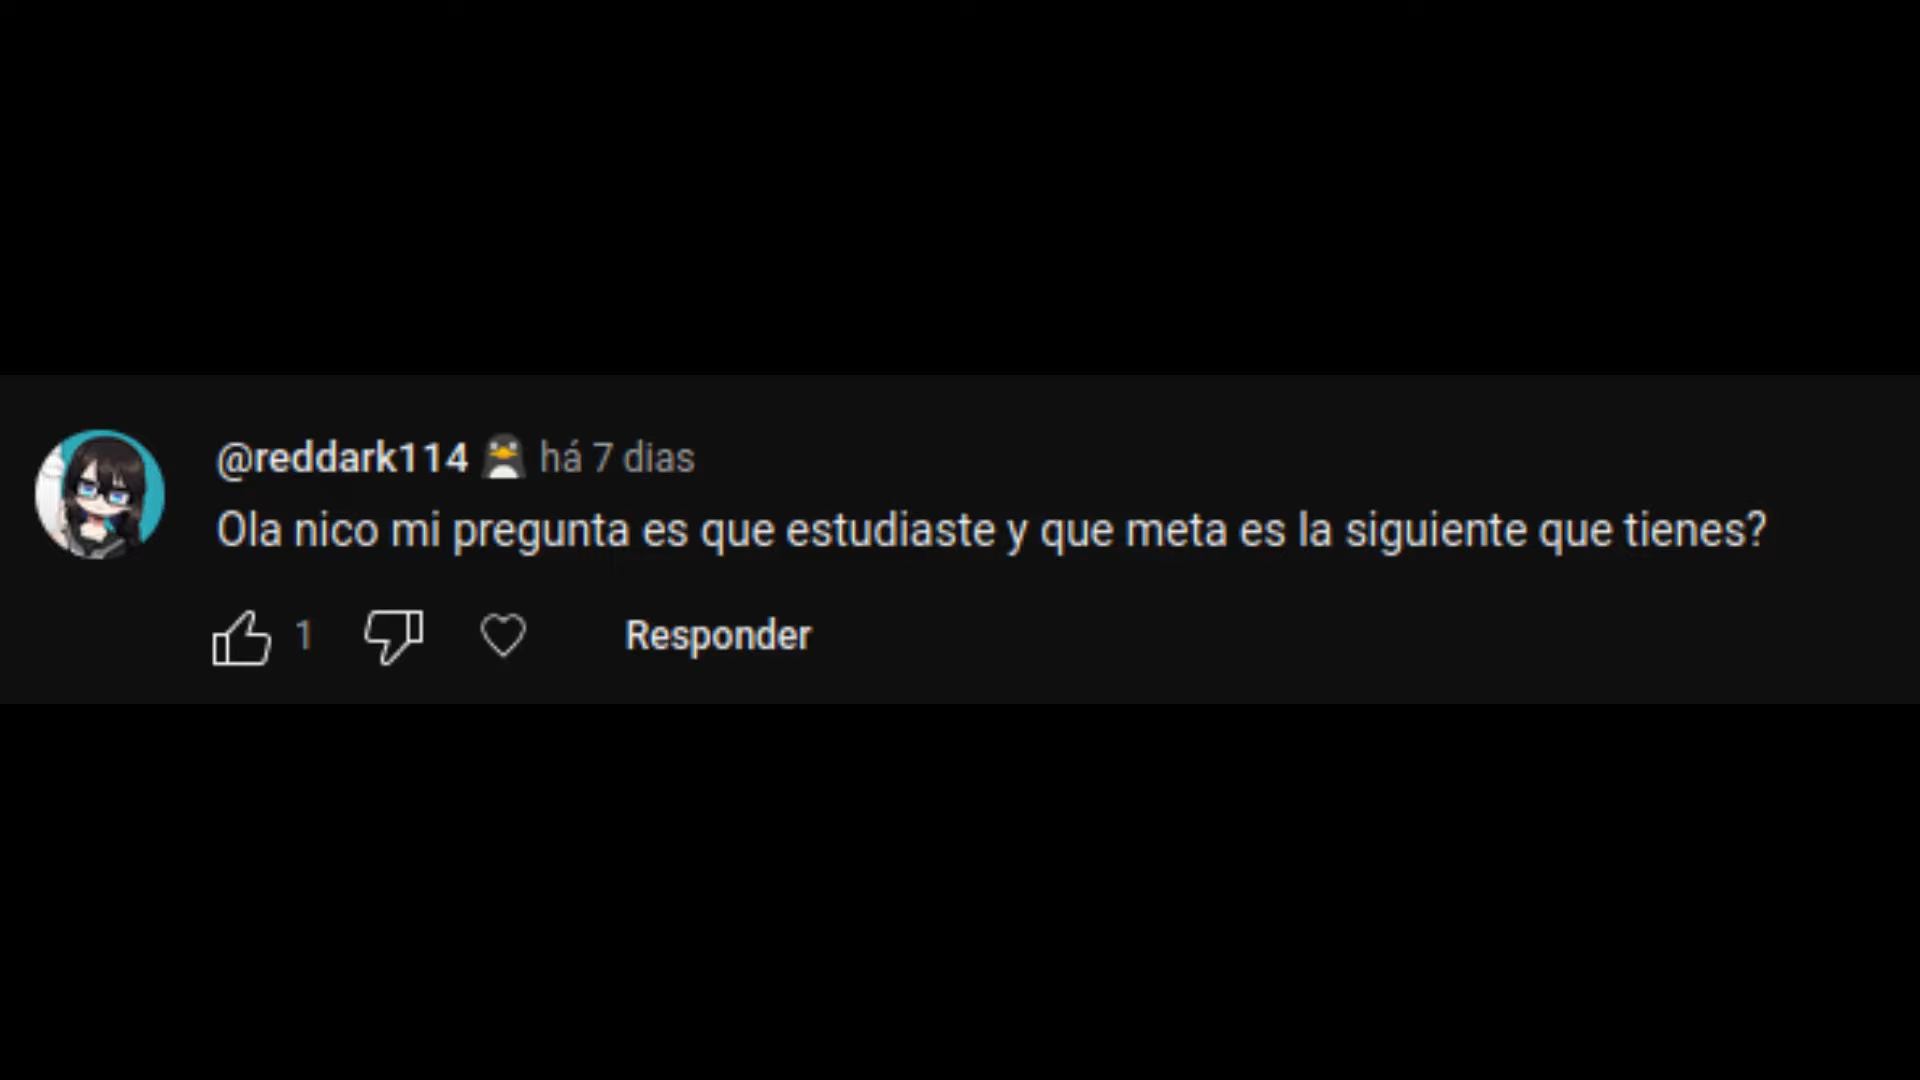 @reddark114 há 7 dias
Ola nico mi pregunta es que estudiaste y que meta es la siguiente que tienes?
1 Responder